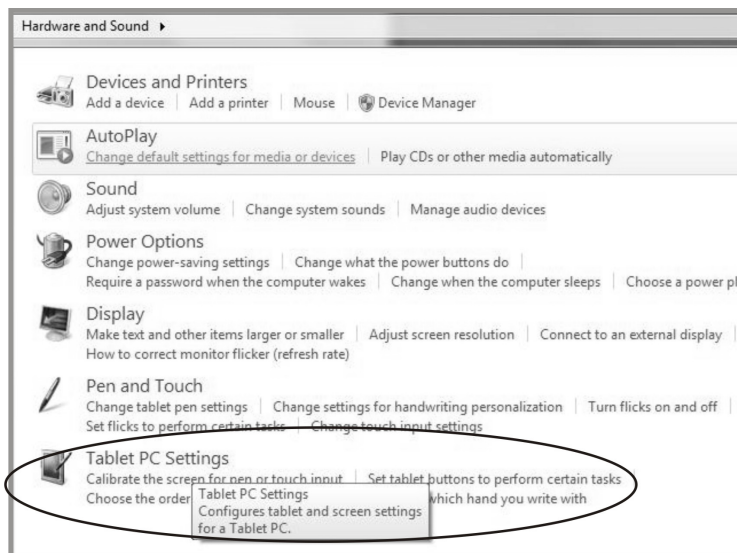 Hardware and Sound
Devices and Printers
Add a device | Add a printer | Mouse | Device Manager
AutoPlay
Change default settings for media or devices | Play CDs or other media automatically
Sound
Adjust system volume | Change system sounds | Manage audio devices
Power Options
Change power-saving settings | Change what the power buttons do |
Require a password when the computer wakes | Change when the computer sleeps | Choose a power pl
Display
Make text and other items larger or smaller | Adjust screen resolution | Connect to an external display |
How to correct monitor flicker (refresh rate)
Pen and Touch
Change tablet pen settings | Change settings for handwriting personalization | Turn flicks on and off |
Set flicks to perform certain tasks | Change touch input settings
Tablet PC Settings
Calibrate the screen for pen or touch input | Set tablet buttons to perform certain tasks
Choose the order which hand you write with
Tablet PC Settings
Configures tablet and screen settings
for a Tablet PC.